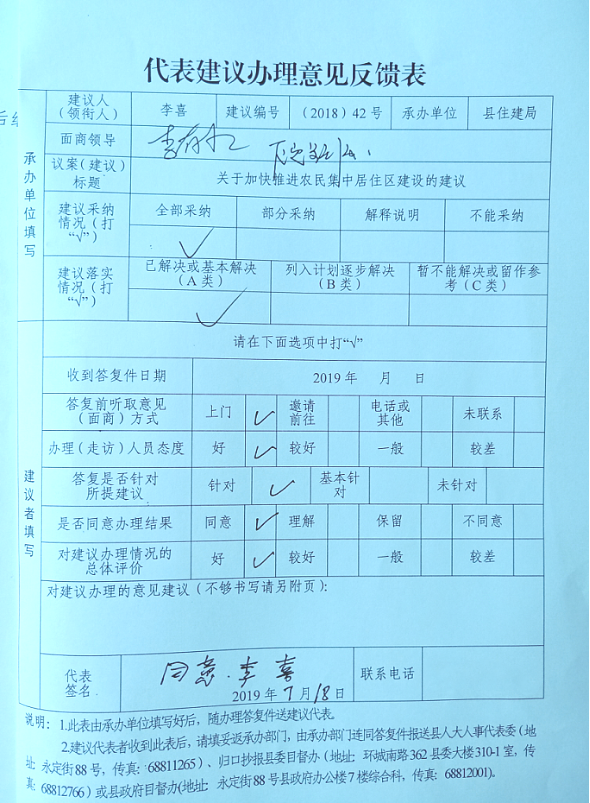 代表建议办理意见反馈表
承办单位填写
建议人（领衔人） 李喜 建议编号 （2018）42号 承办单位 县住建局
面商领导
议案（建议）标题 关于加快推进农民集中居住区建设的建议
建议采纳情况（打“√”） 全部采纳 部分采纳 解释说明 不能采纳
√
建议落实情况（打“√”） 已解决或基本解决（A类） 列入计划逐步解决（B类） 暂不能解决或留作参考（C类）
√
建议者填写
请在下面选项中打“√”
收到答复件日期 2019年 月 日
答复前听取意见（面商）方式 上门 √ 邀请前往 电话或其他 未联系
办理（走访）人员态度 好 √ 较好 一般 较差
答复是否针对所提建议 针对 √ 基本针对 未针对
是否同意办理结果 同意 √ 理解 保留 不同意
对建议办理情况的总体评价 好 √ 较好 一般 较差
对建议办理的意见建议（不够书写请另附页）：
代表签名 同意.李喜 联系电话
2019年7月18日
说明：1.此表由承办单位填写好后，随办理答复件送建议代表。
2.建议代表者收到此表后，请填妥返承办部门，由承办部门连同答复件报送县人大人事代表委（地
址：永定街88号，传真：68811265）、归口抄报县委目督办（地址：环城南路362县委大楼310-1室，传
真：68812766）或县政府目督办(地址：永定街88号县政府办公楼7楼综合科，传真：68812001)。